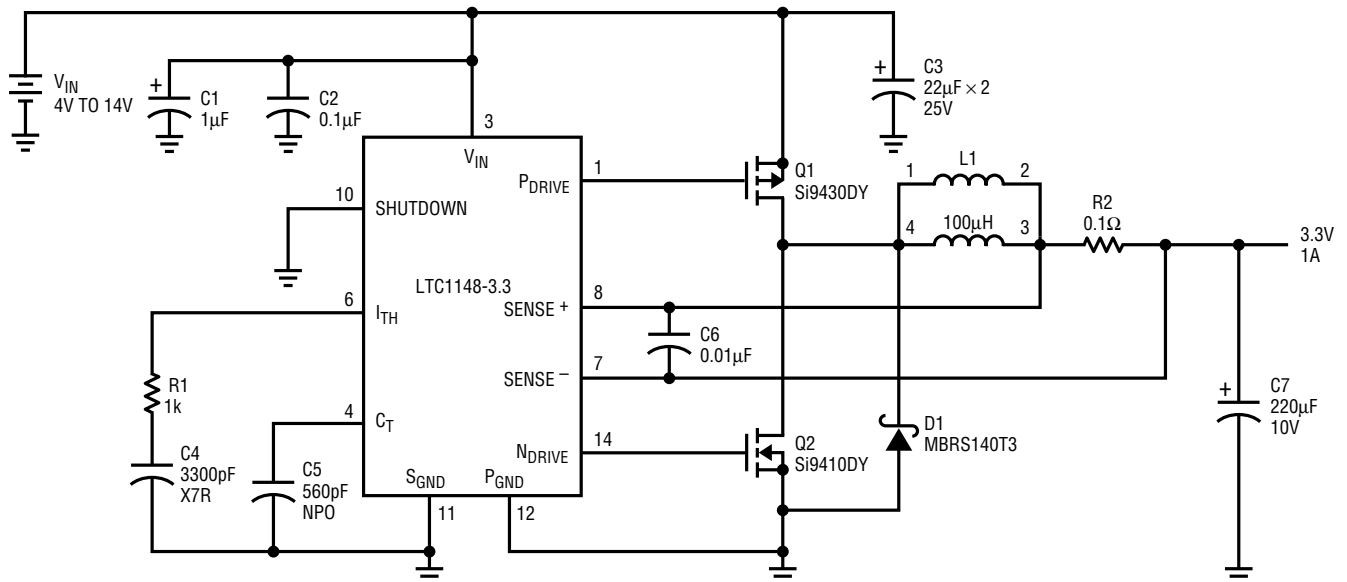 V_IN
4V TO 14V
+
C1
1µF
C2
0.1µF
3
V_IN
+
C3
22µF × 2
25V
10
SHUTDOWN
P_DRIVE
1
Q1
Si9430DY
1
L1
2
4
100µH
3
R2
0.1Ω
3.3V
1A
LTC1148-3.3
6
I_TH
SENSE +
8
C6
0.01µF
SENSE –
7
R1
1k
4
C_T
C4
3300pF
X7R
C5
560pF
NPO
N_DRIVE
14
Q2
Si9410DY
D1
MBRS140T3
+
C7
220µF
10V
S_GND
P_GND
11
12